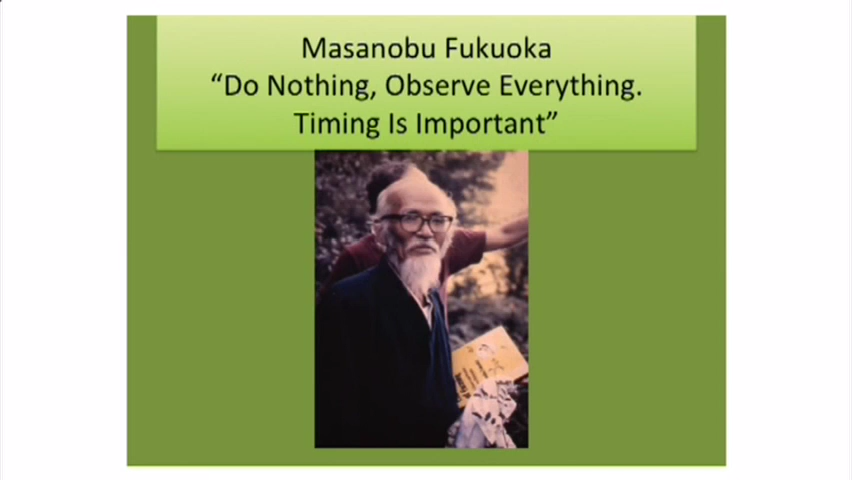 Masanobu Fukuoka
“Do Nothing, Observe Everything.
Timing Is Important”